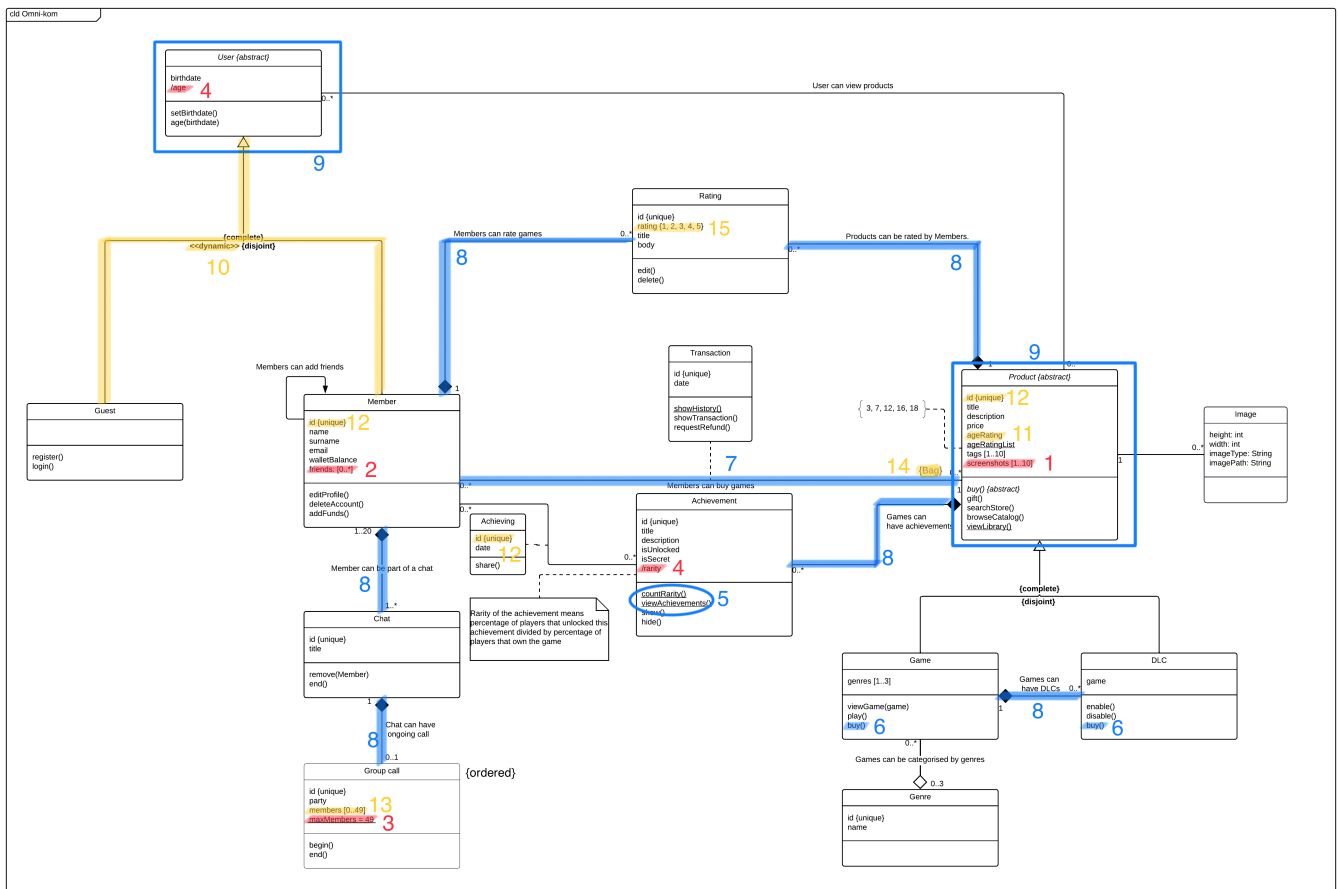 cld Omni-kom
User {abstract}
birthdate
/age
4
setBirthdate()
age(birthdate)
0..*
User can view products
9
{complete}
<<dynamic>> {disjoint}
10
Rating
id {unique}
rating {1, 2, 3, 4, 5}
15
title
body
edit()
delete()
Members can rate games
0..*
8
1
Products can be rated by Members.
0..*
8
1
0..*
Members can add friends
Guest
register()
login()
Member
id {unique}
12
name
surname
email
walletBalance
friends: [0..*]
2
editProfile()
deleteAccount()
addFunds()
Transaction
id {unique}
date
showHistory()
showTransaction()
requestRefund()
7
14
{Bag}
0..*
0..*
Members can buy games
{ 3, 7, 12, 16, 18 }
9
Product {abstract}
id {unique}
12
title
description
price
ageRating
11
ageRatingList
tags [1..10]
screenshots [1..10]
1
buy() {abstract}
gift()
searchStore()
browseCatalog()
viewLibrary()
1
0..*
Image
height: int
width: int
imageType: String
imagePath: String
0..*
Achieving
id {unique}
date
12
share()
0..*
Achievement
id {unique}
title
description
isUnlocked
isSecret
/rarity
4
countRarity()
viewAchievements()
5
show()
hide()
1
Games can
have achievements
8
0..*
Rarity of the achievement means
percentage of players that unlocked this
achievement divided by percentage of
players that own the game
1..20
Member can be part of a chat
8
1..*
Chat
id {unique}
title
remove(Member)
end()
1
Chat can have
ongoing call
8
0..1
Group call
{ordered}
id {unique}
party
members [0..49]
13
maxMembers = 49
3
begin()
end()
{complete}
{disjoint}
Game
genres [1..3]
viewGame(game)
play()
buy()
6
Games can
have DLCs
0..*
1
8
DLC
game
enable()
disable()
buy()
6
0..*
Games can be categorised by genres
0..3
Genre
id {unique}
name